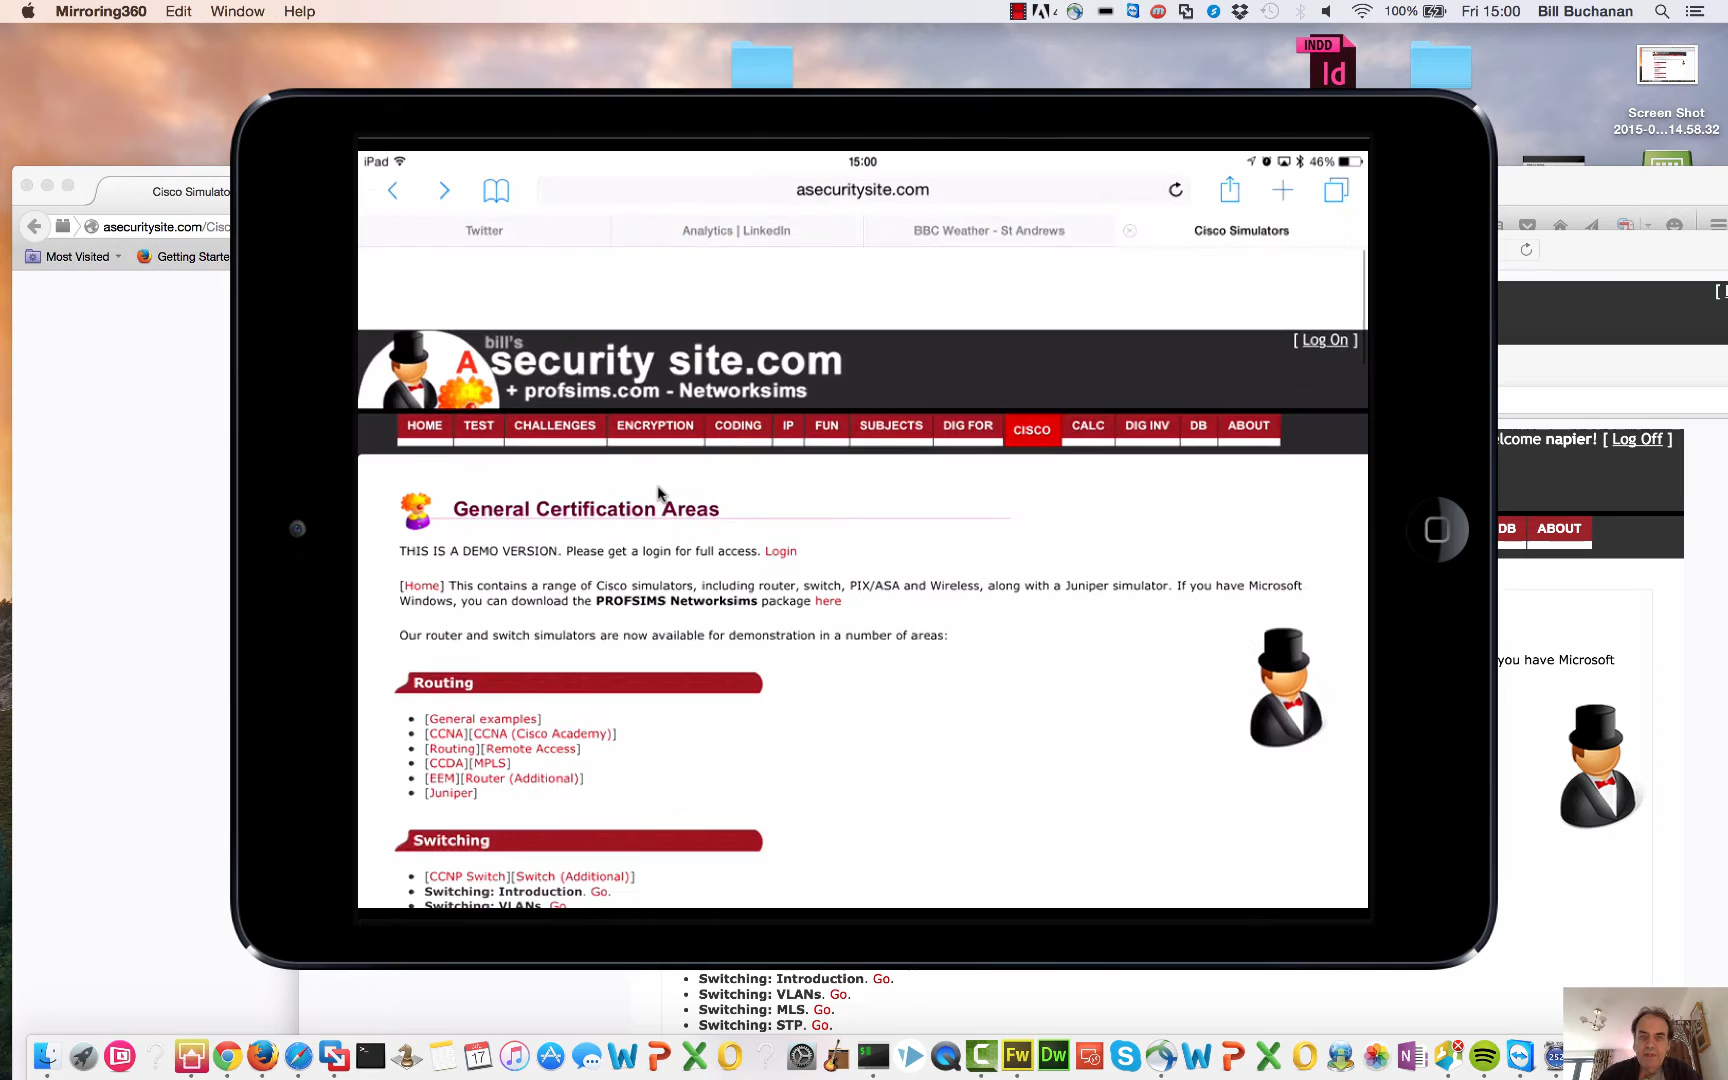 Mirroring360 Edit Window Help
100% Fri 15:00 Bill Buchanan
INDD
Id
Screen Shot
2015-0...14.58.32
Cisco Simulato
asecuritysite.com/Cisc
Most Visited Getting Starte
iPad 15:00 46%
asecuritysite.com
Twitter Analytics | LinkedIn BBC Weather - St Andrews Cisco Simulators
bill's
A security site.com
+ profsims.com - Networksims
[ Log On ]
HOME TEST CHALLENGES ENCRYPTION CODING IP FUN SUBJECTS DIG FOR CISCO CALC DIG INV DB ABOUT
General Certification Areas
THIS IS A DEMO VERSION. Please get a login for full access. Login
[Home] This contains a range of Cisco simulators, including router, switch, PIX/ASA and Wireless, along with a Juniper simulator. If you have Microsoft
Windows, you can download the PROFSIMS Networksims package here
Our router and switch simulators are now available for demonstration in a number of areas:
Routing
[General examples]
[CCNA][CCNA (Cisco Academy)]
[Routing][Remote Access]
[CCDA][MPLS]
[EEM][Router (Additional)]
[Juniper]
Switching
[CCNP Switch][Switch (Additional)]
Switching: Introduction. Go.
Switching: VLANs. Go.
elcome napier! [ Log Off ]
DB ABOUT
you have Microsoft
Switching: Introduction. Go.
Switching: VLANs. Go.
Switching: MLS. Go.
Switching: STP. Go.
17
Fw Dw